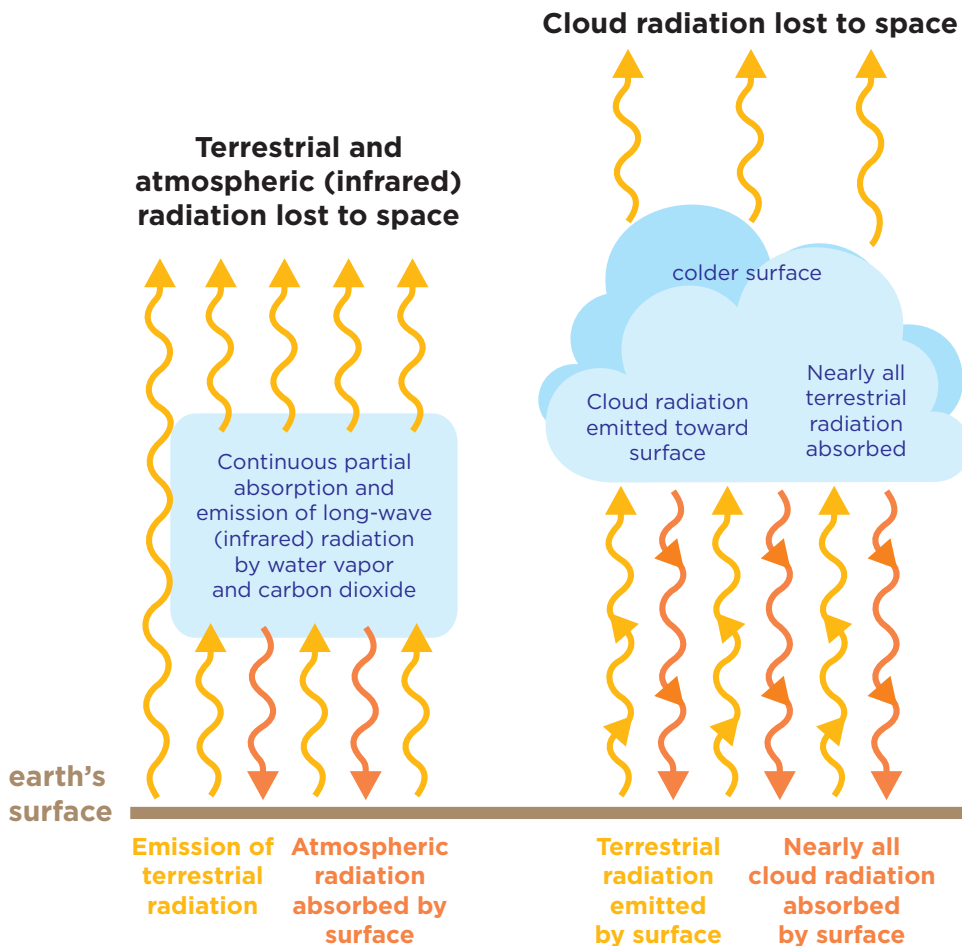 Cloud radiation lost to space
Terrestrial and
atmospheric (infrared)
radiation lost to space
colder surface
Cloud radiation
emitted toward
surface
Nearly all
terrestrial
radiation
absorbed
Continuous partial
absorption and
emission of long-wave
(infrared) radiation
by water vapor
and carbon dioxide
earth's
surface
Emission of
terrestrial
radiation
Atmospheric
radiation
absorbed by
surface
Terrestrial
radiation
emitted
by surface
Nearly all
cloud radiation
absorbed
by surface